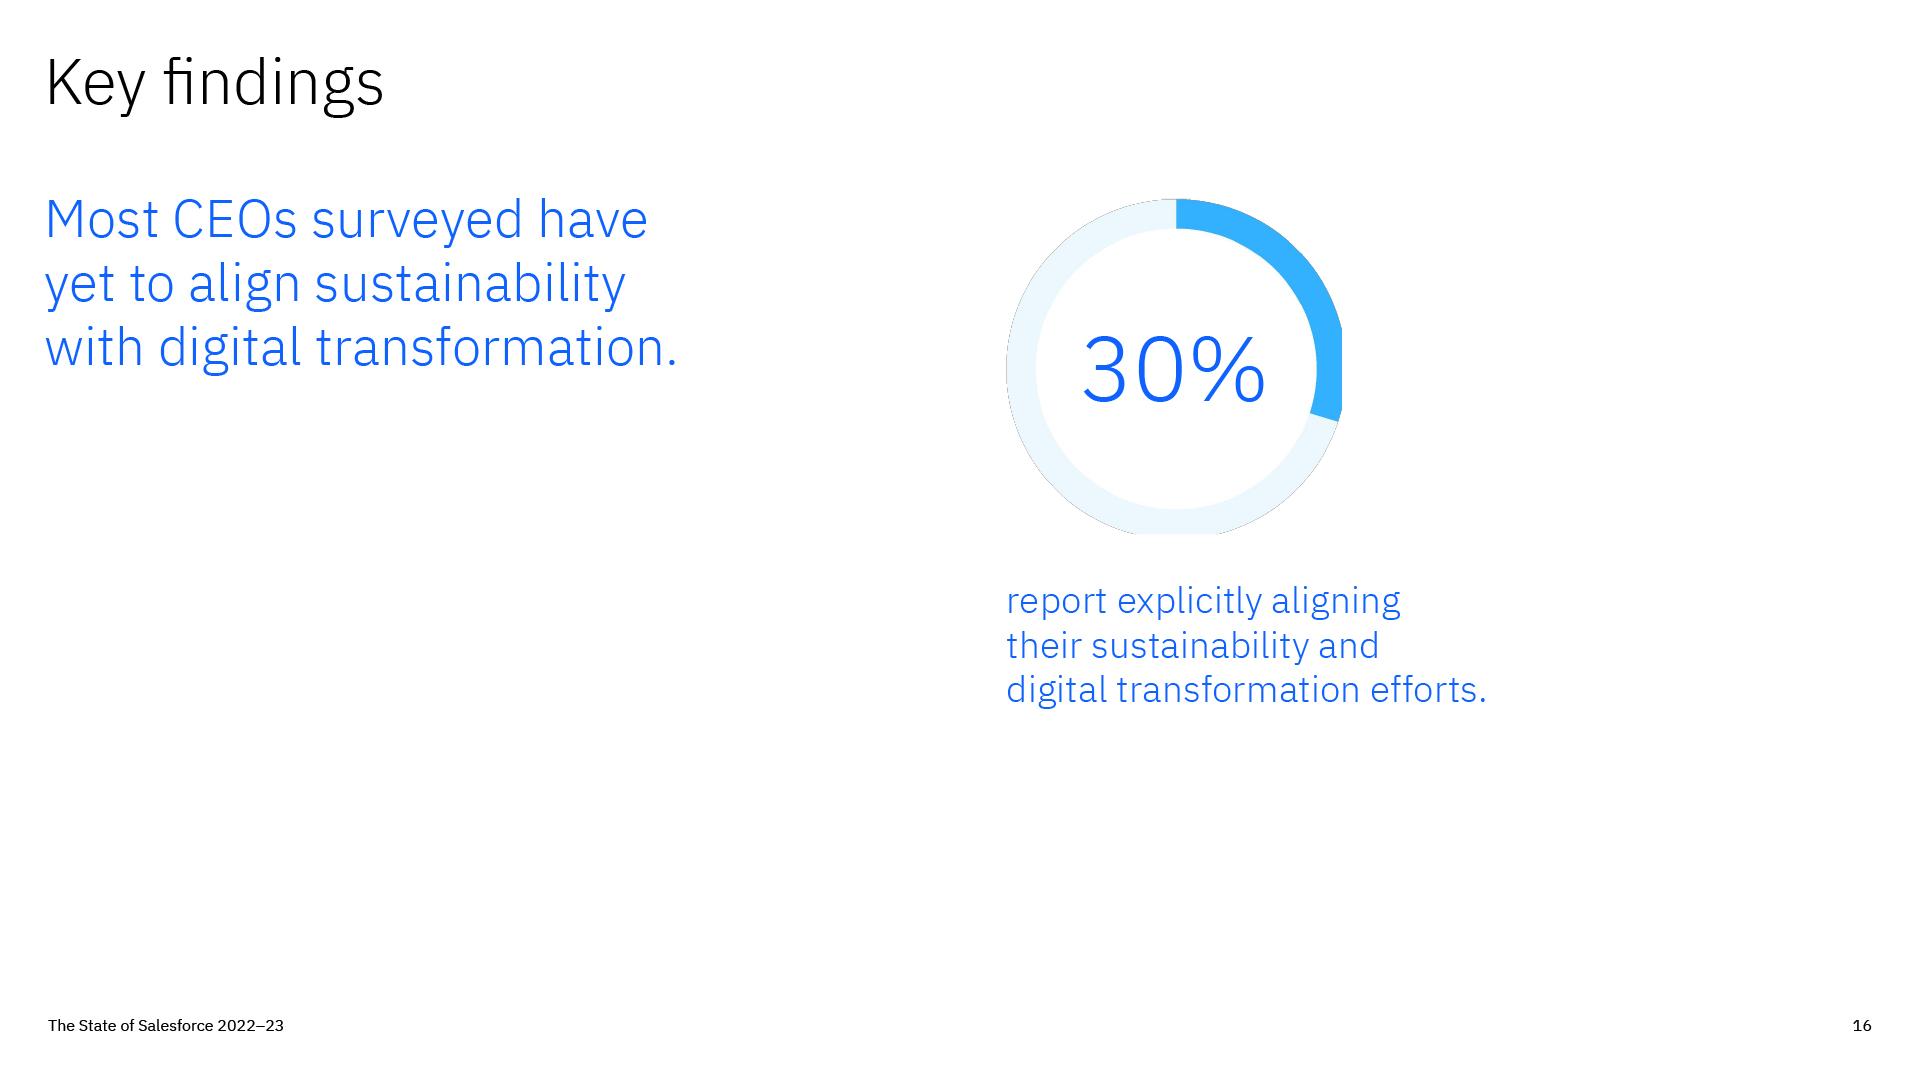 Key findings
Most CEOs surveyed have
yet to align sustainability
with digital transformation.
30%
report explicitly aligning
their sustainability and
digital transformation efforts.
The State of Salesforce 2022–23
16